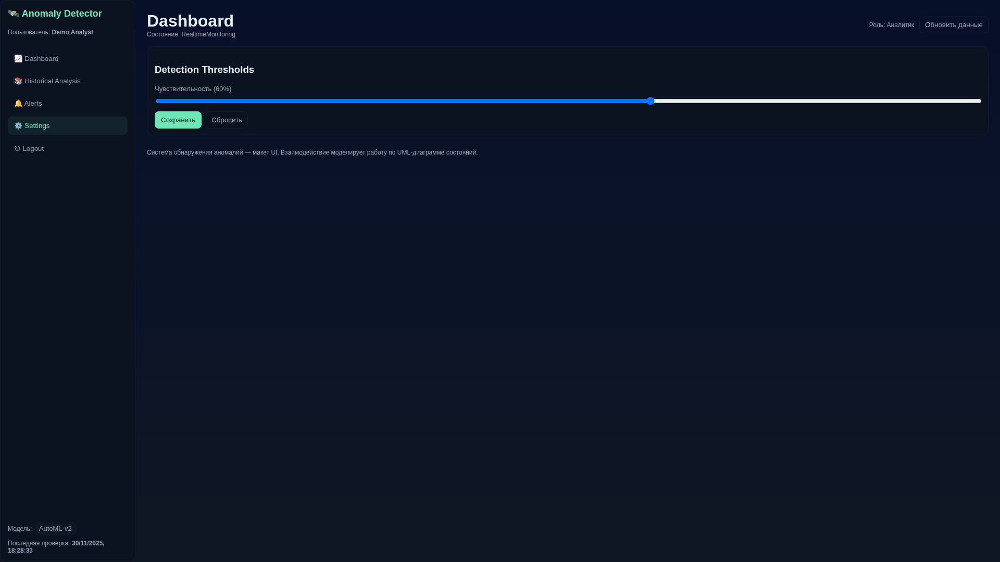 Anomaly Detector
Пользователь: Demo Analyst
Dashboard
Historical Analysis
Alerts
Settings
Logout
Модель: AutoML-v2
Последняя проверка: 30/11/2025,
18:28:33
Dashboard
Состояние: RealtimeMonitoring
Роль: Аналитик
Обновить данные
Detection Thresholds
Чувствительность (60%)
Сохранить
Сбросить
Система обнаружения аномалий — макет UI. Взаимодействие моделирует работу по UML-диаграмме состояний.